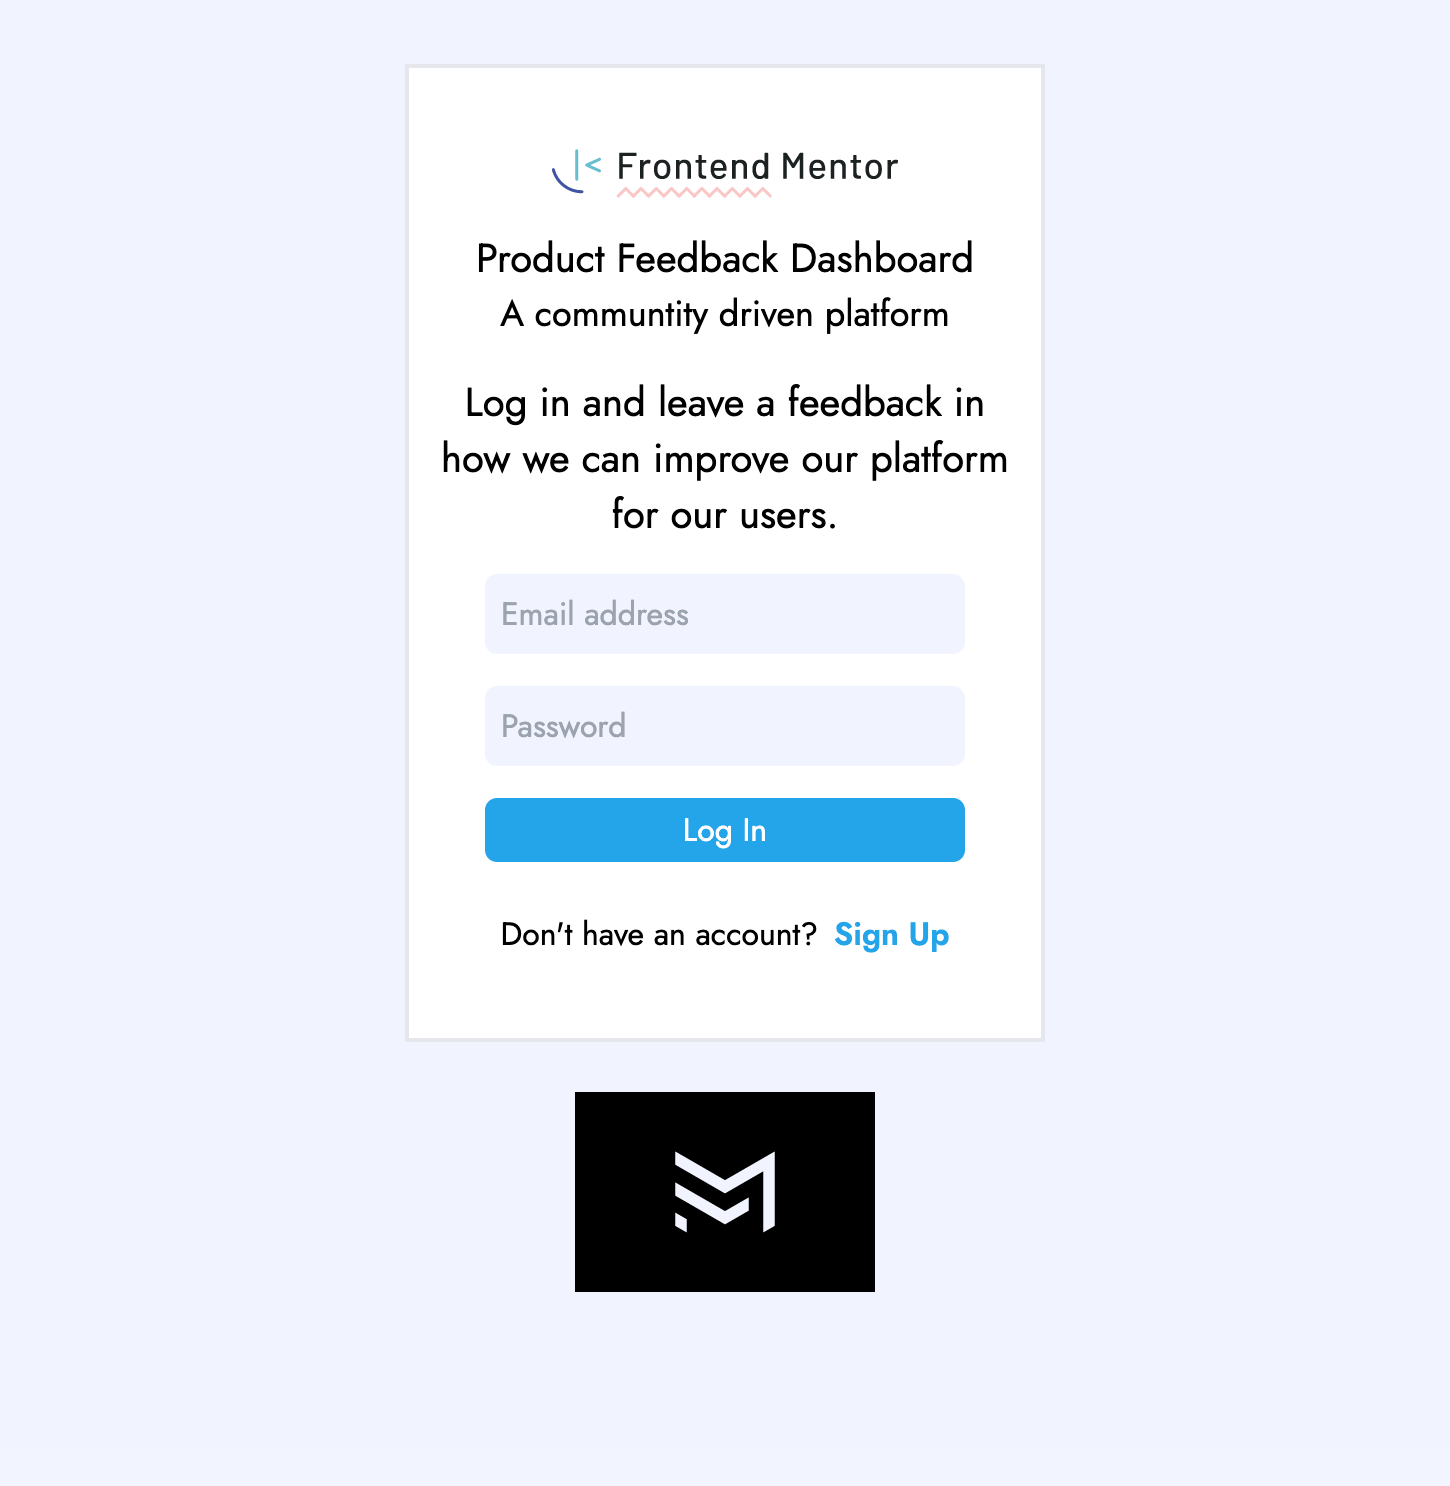 Frontend Mentor
Product Feedback Dashboard
A communtity driven platform
Log in and leave a feedback in
how we can improve our platform
for our users.
Email address
Password
Log In
Don't have an account? Sign Up